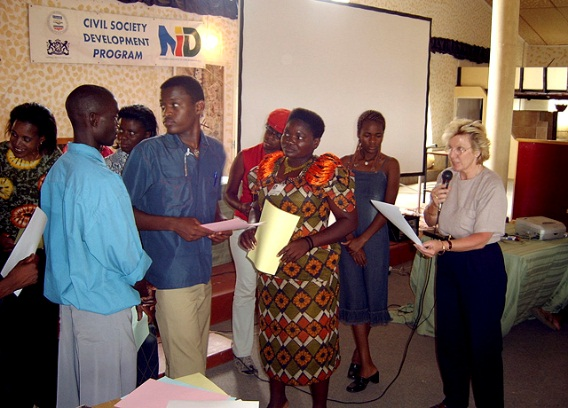 CIVIL SOCIETY
DEVELOPMENT
PROGRAM
NiD